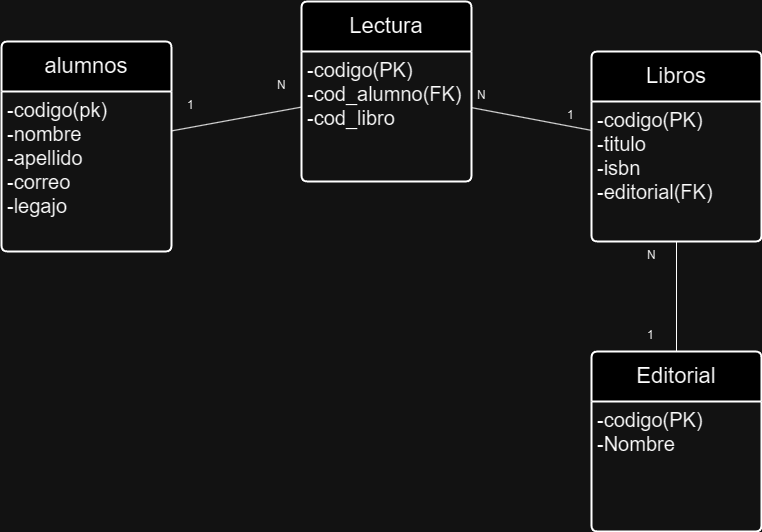 alumnos
-codigo(pk)
-nombre
-apellido
-correo
-legajo
1
N
Lectura
-codigo(PK)
-cod_alumno(FK)
-cod_libro
N
1
Libros
-codigo(PK)
-titulo
-isbn
-editorial(FK)
N
1
Editorial
-codigo(PK)
-Nombre